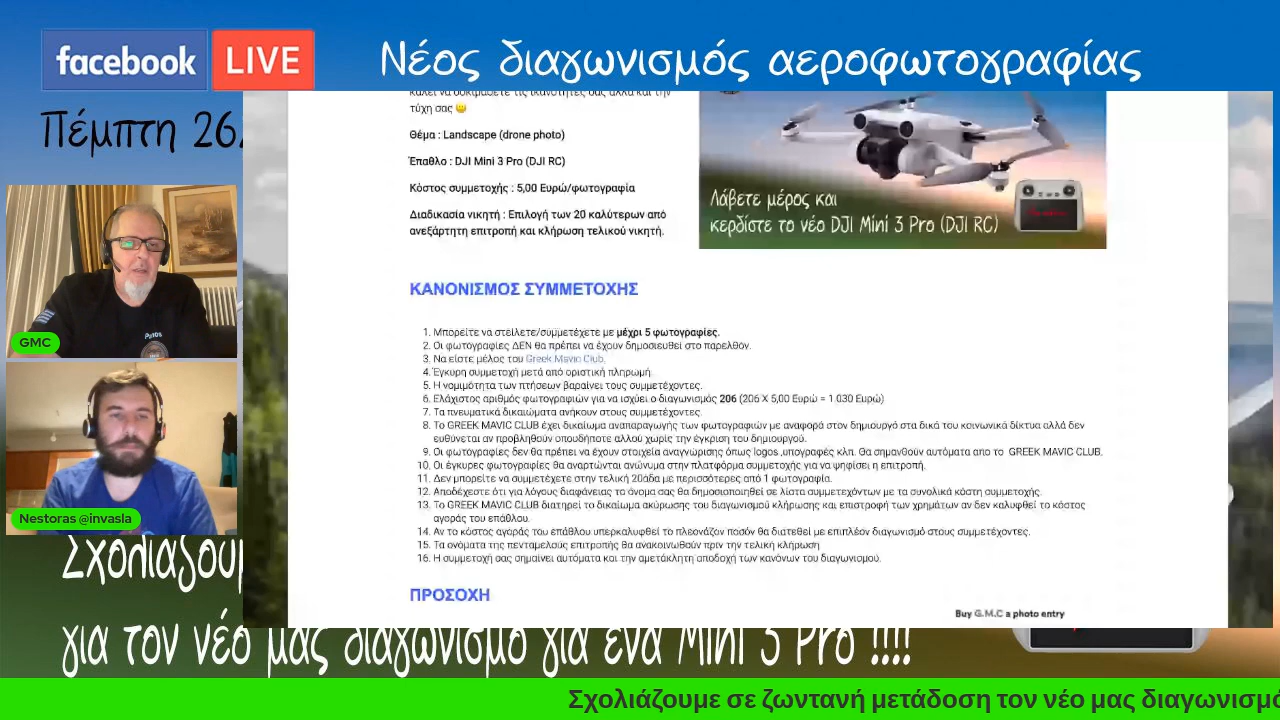 facebook LIVE
Νέος διαγωνισμός αεροφωτογραφίας
Πέμπτη 26
καλεί να δοκιμάσετε τις ικανότητές σας αλλά και την
τύχη σας
Θέμα : Landscape (drone photo)
Έπαθλο : DJI Mini 3 Pro (DJI RC)
Κόστος συμμετοχής : 5,00 Ευρώ/φωτογραφία
Διαδικασία νικητή : Επιλογή των 20 καλύτερων από
ανεξάρτητη επιτροπή και κλήρωση τελικού νικητή.
Λάβετε μέρος και
κερδίστε το νέο DJI Mini 3 Pro (DJI RC)
ΚΑΝΟΝΙΣΜΟΣ ΣΥΜΜΕΤΟΧΗΣ
1. Μπορείτε να στείλετε/συμμετέχετε με μέχρι 5 φωτογραφίες.
2. Οι φωτογραφίες ΔΕΝ θα πρέπει να έχουν δημοσιευθεί στο παρελθόν.
3. Να είστε μέλος του Greek Mavic Club.
4. Έγκυρη συμμετοχή μετά από οριστική πληρωμή.
5. Η νομιμότητα των πτήσεων βαραίνει τους συμμετέχοντες.
6. Ελάχιστος αριθμός φωτογραφιών για να ισχύει ο διαγωνισμός 206 (206 Χ 5,00 Ευρώ = 1.030 Ευρώ)
7. Τα πνευματικά δικαιώματα ανήκουν στους συμμετέχοντες.
8. Το GREEK MAVIC CLUB έχει δικαίωμα αναπαραγωγής των φωτογραφιών με αναφορά στον δημιουργό στα δικά του κοινωνικά δίκτυα αλλά δεν
ευθύνεται αν προβληθούν οπουδήποτε αλλού χωρίς την έγκριση του δημιουργού.
9. Οι φωτογραφίες δεν θα πρέπει να έχουν στοιχεία αναγνώρισης όπως logos ,υπογραφές κλπ. Θα σημανθούν αυτόματα απο το GREEK MAVIC CLUB.
10. Οι έγκυρες φωτογραφίες θα αναρτώνται ανώνυμα στην πλατφόρμα συμμετοχής για να ψηφίσει η επιτροπή.
11. Δεν μπορείτε να συμμετέχετε στην τελική 20άδα με περισσότερες από 1 φωτογραφία.
12. Αποδέχεστε ότι για λόγους διαφάνειας το όνομα σας θα δημοσιοποιηθεί σε λίστα συμμετεχόντων με τα συνολικά κόστη συμμετοχής.
13. Το GREEK MAVIC CLUB διατηρεί το δικαίωμα ακύρωσης του διαγωνισμού κλήρωσης και επιστροφή των χρημάτων αν δεν καλυφθεί το κόστος
αγοράς του επάθλου.
14. Αν το κόστος αγοράς του επάθλου υπερκαλυφθεί το πλεονάζον ποσόν θα διατεθεί με επιπλέον διαγωνισμό στους συμμετέχοντες.
15. Τα ονόματα της πενταμελούς επιτροπής θα ανακοινωθούν πριν την τελική κλήρωση
16. Η συμμετοχή σας σημαίνει αυτόματα και την αμετάκλητη αποδοχή των κανόνων του διαγωνισμού.
ΠΡΟΣΟΧΗ
Buy G.M.C a photo entry
GMC
Nestoras @invasla
Σχολιάζουμ
για τον νέο μας διαγωνισμό για ένα Mini 3 Pro !!!!
Σχολιάζουμε σε ζωντανή μετάδοση τον νέο μας διαγωνισμό